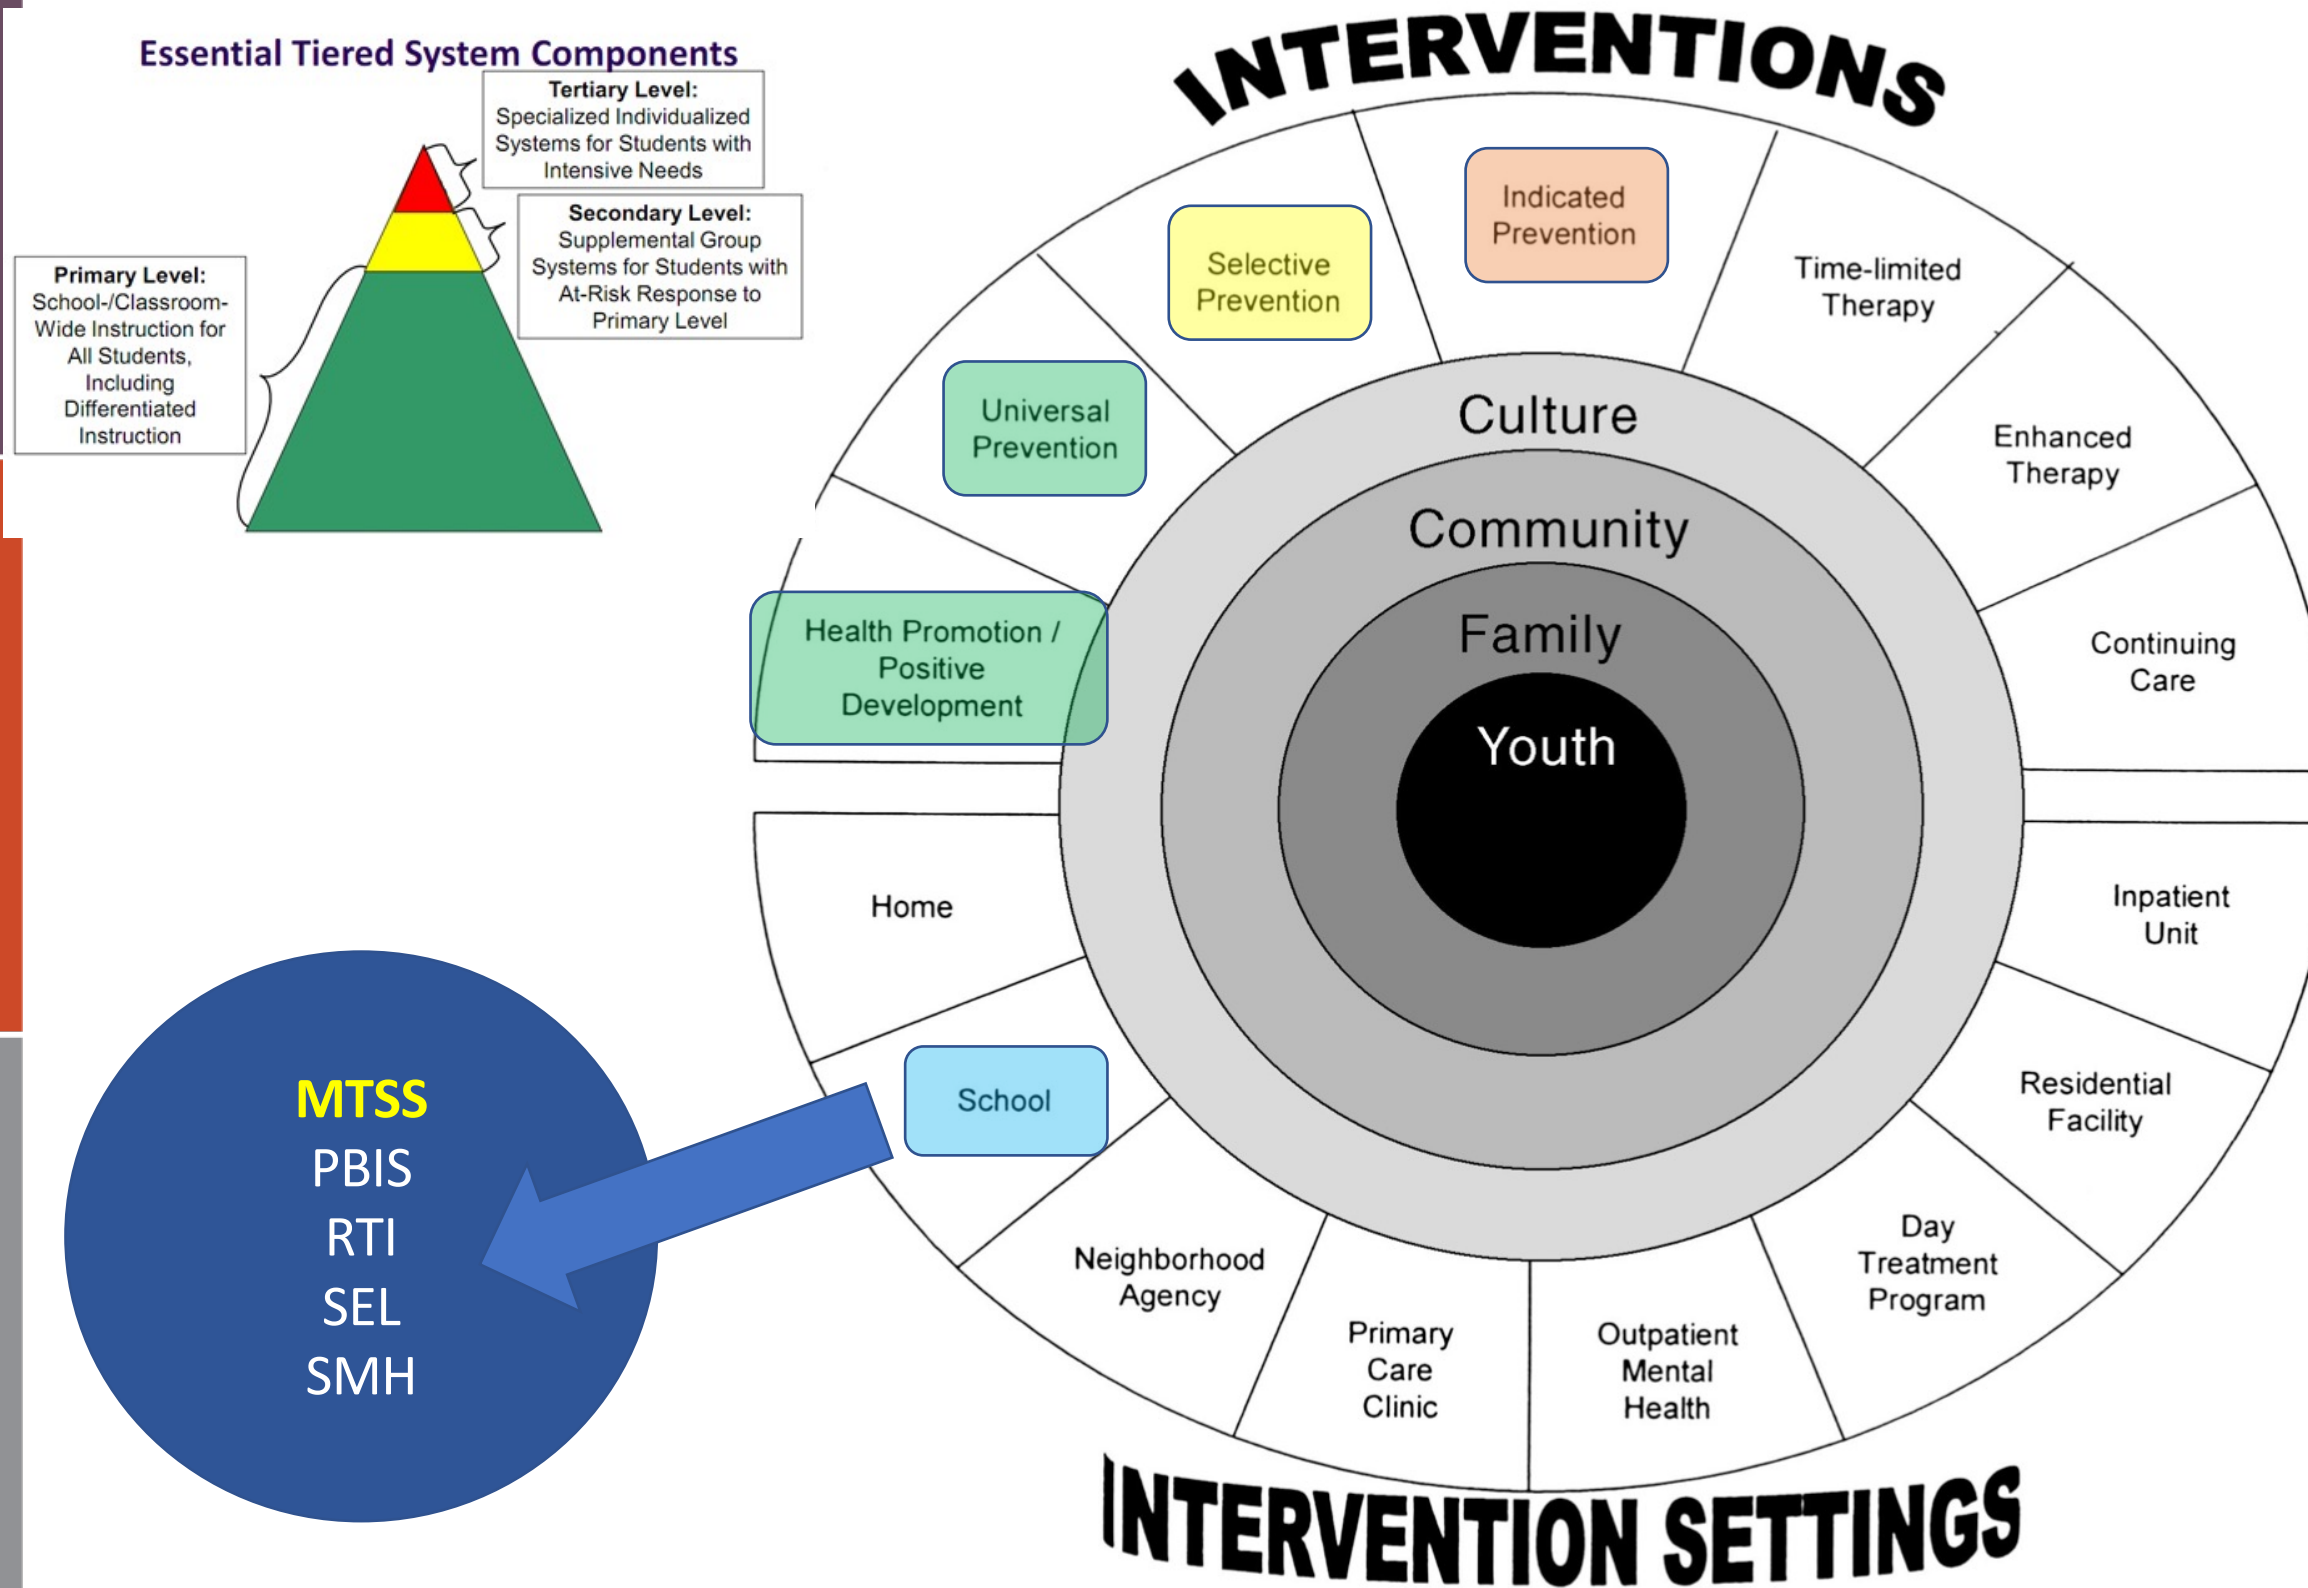 Essential Tiered System Components
Tertiary Level:
Specialized Individualized
Systems for Students with
Intensive Needs
Secondary Level:
Supplemental Group
Systems for Students with
At-Risk Response to
Primary Level
Primary Level:
School-/Classroom-
Wide Instruction for
All Students,
Including
Differentiated
Instruction
INTERVENTIONS
Health Promotion /
Positive
Development
Universal
Prevention
Selective
Prevention
Indicated
Prevention
Time-limited
Therapy
Enhanced
Therapy
Continuing
Care
Culture
Community
Family
Youth
Home
School
Neighborhood
Agency
Primary
Care
Clinic
Outpatient
Mental
Health
Day
Treatment
Program
Residential
Facility
Inpatient
Unit
INTERVENTION SETTINGS
MTSS
PBIS
RTI
SEL
SMH